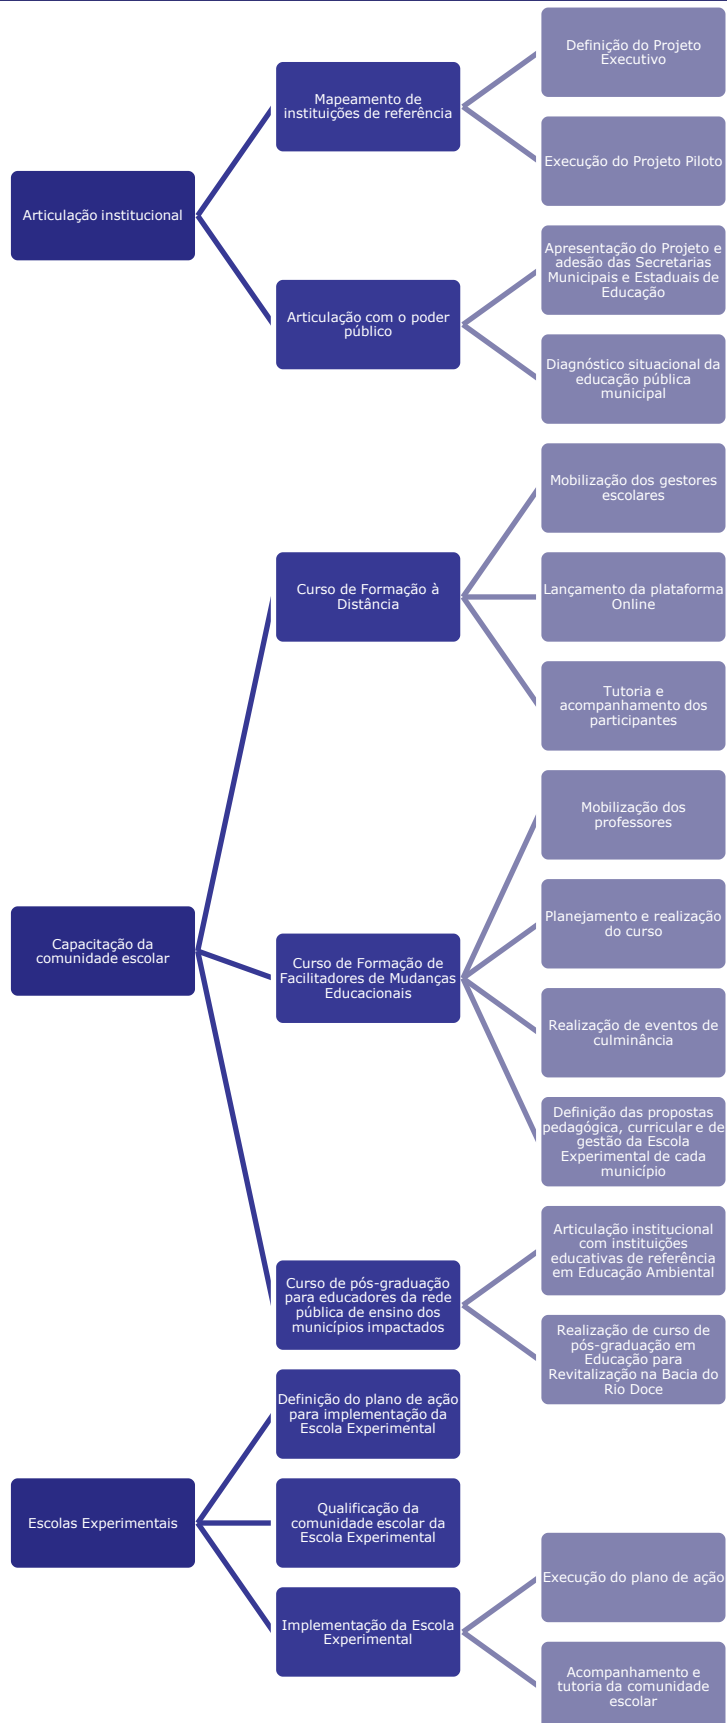 Articulação institucional
Mapeamento de
instituições de referência
Definição do Projeto
Executivo
Execução do Projeto Piloto
Articulação com o poder
público
Apresentação do Projeto e
adesão das Secretarias
Municipais e Estaduais de
Educação
Diagnóstico situacional da
educação pública
municipal
Capacitação da
comunidade escolar
Curso de Formação à
Distância
Mobilização dos gestores
escolares
Lançamento da plataforma
Online
Tutoria e
acompanhamento dos
participantes
Curso de Formação de
Facilitadores de Mudanças
Educacionais
Mobilização dos
professores
Planejamento e realização
do curso
Realização de eventos de
culminância
Definição das propostas
pedagógica, curricular e de
gestão da Escola
Experimental de cada
município
Curso de pós-graduação
para educadores da rede
pública de ensino dos
municípios impactados
Articulação institucional
com instituições
educativas de referência
em Educação Ambiental
Realização de curso de
pós-graduação em
Educação para
Revitalização na Bacia do
Rio Doce
Escolas Experimentais
Definição do plano de ação
para implementação da
Escola Experimental
Qualificação da
comunidade escolar da
Escola Experimental
Implementação da Escola
Experimental
Execução do plano de ação
Acompanhamento e
tutoria da comunidade
escolar